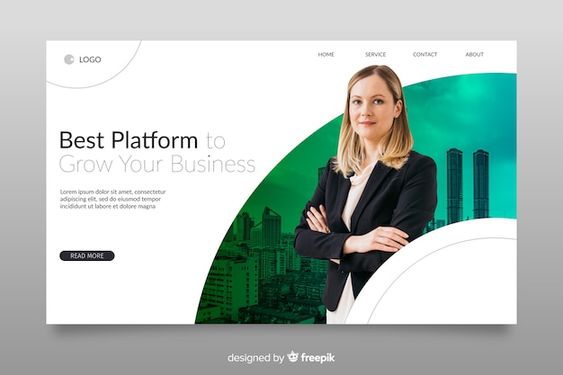 LOGO
HOME SERVICE CONTACT ABOUT
Best Platform to
Grow Your Business
Lorem ipsum dolor sit amet, consectetur
adipiscing elit, sed do eiusmod tempor
incididunt ut labore et dolore magna
READ MORE
designed by freepik